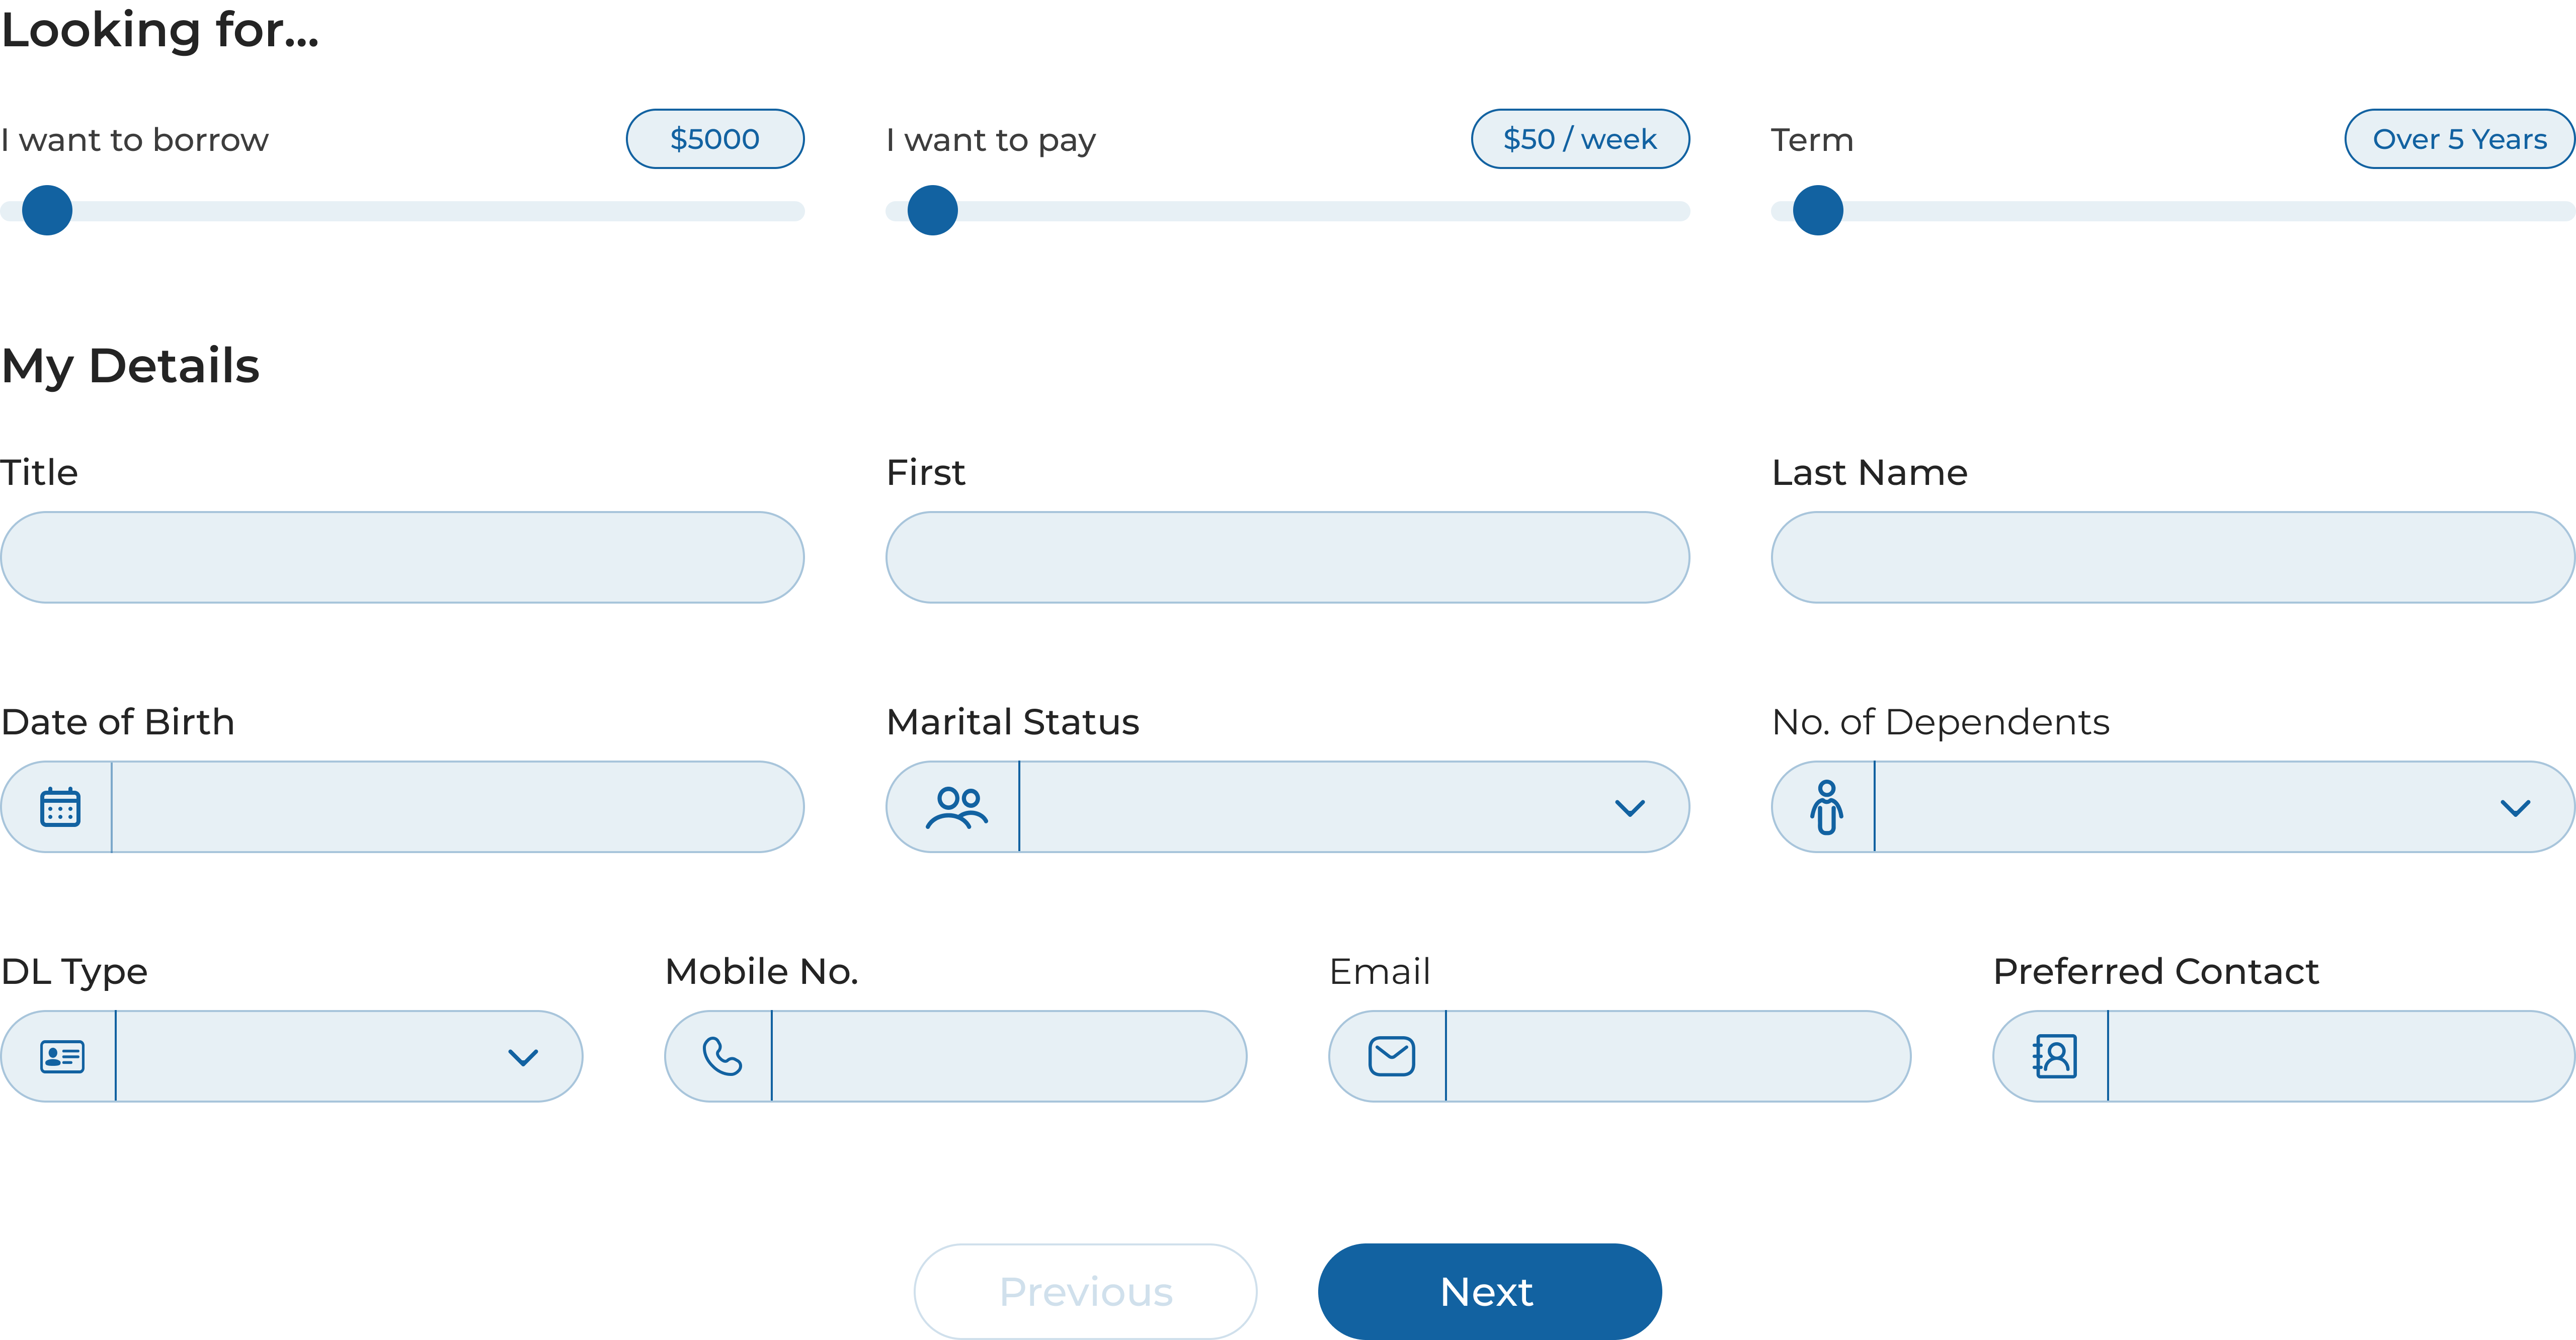 Looking for...
I want to borrow
$5000
I want to pay
$50 / week
Term
Over 5 Years
My Details
Title
First
Last Name
Date of Birth
Marital Status
No. of Dependents
DL Type
Mobile No.
Email
Preferred Contact
Previous
Next